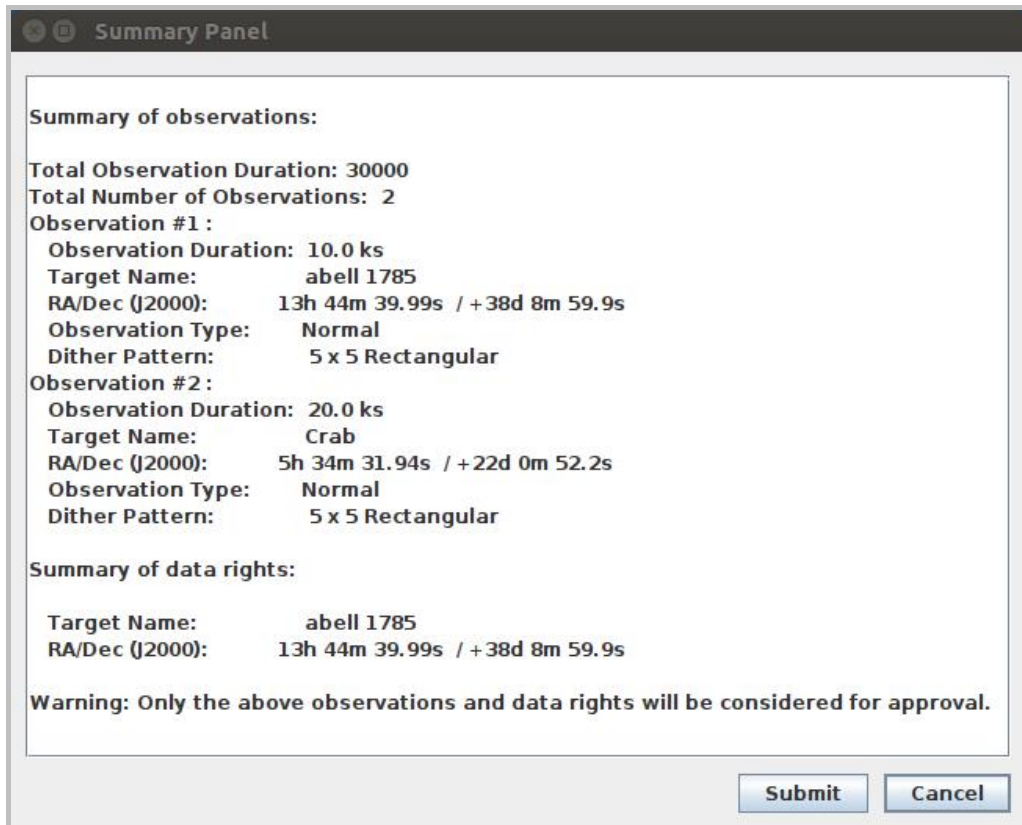 Summary Panel
Summary of observations:
Total Observation Duration: 30000
Total Number of Observations: 2
Observation #1 :
Observation Duration: 10.0 ks
Target Name: abell 1785
RA/Dec (J2000): 13h 44m 39.99s / +38d 8m 59.9s
Observation Type: Normal
Dither Pattern: 5 x 5 Rectangular
Observation #2 :
Observation Duration: 20.0 ks
Target Name: Crab
RA/Dec (J2000): 5h 34m 31.94s / +22d 0m 52.2s
Observation Type: Normal
Dither Pattern: 5 x 5 Rectangular
Summary of data rights:
Target Name: abell 1785
RA/Dec (J2000): 13h 44m 39.99s / +38d 8m 59.9s
Warning: Only the above observations and data rights will be considered for approval.
Submit Cancel